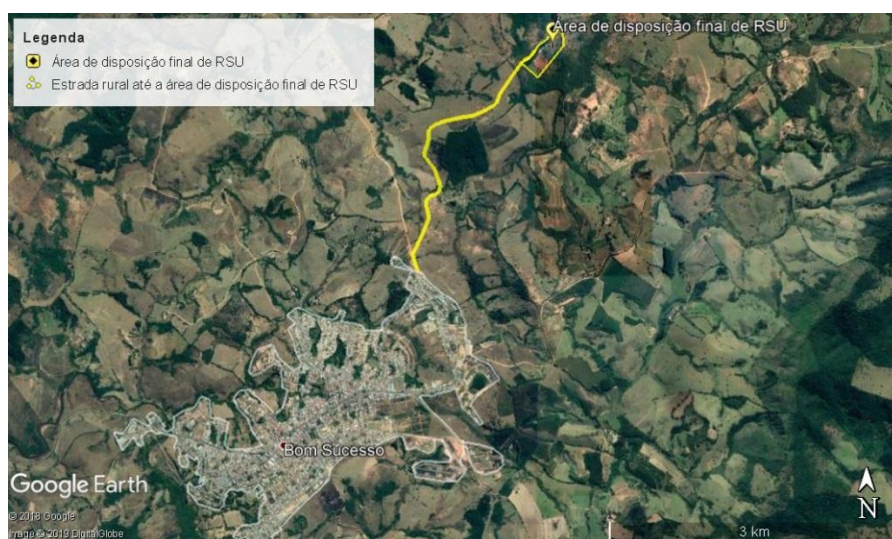 Legenda
Área de disposição final de RSU
Estrada rural até a área de disposição final de RSU
Área de disposição final de RSU
Bom Sucesso
Google Earth
© 2018 Google
Image © 2019 DigitalGlobe
N
3 km